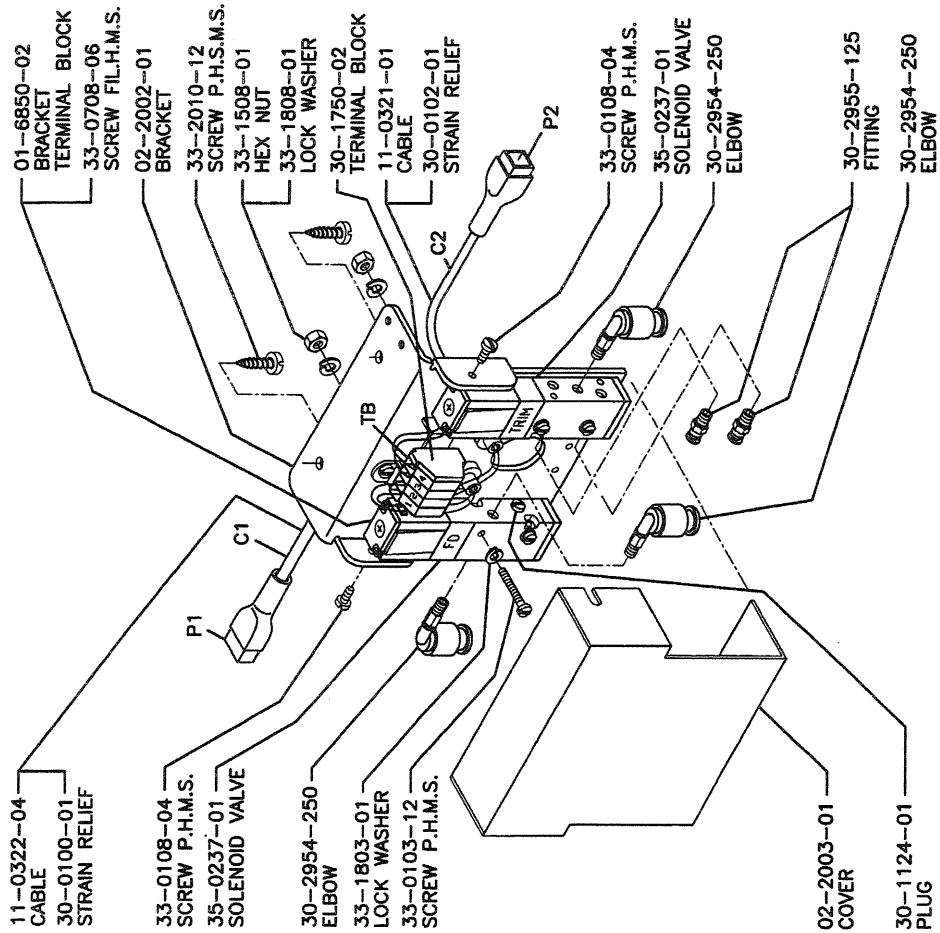 01-6850-02
BRACKET
TERMINAL BLOCK
33-0708-06
SCREW FIL.H.M.S.
02-2002-01
BRACKET
33-2010-12
SCREW P.H.S.M.S.
33-1508-01
HEX NUT
33-1808-01
LOCK WASHER
30-1750-02
TERMINAL BLOCK
11-0321-01
CABLE
30-0102-01
STRAIN RELIEF
P2
C2
33-0108-04
SCREW P.H.M.S.
35-0237-01
SOLENOID VALVE
30-2954-250
ELBOW
30-2955-125
FITTING
30-2954-250
ELBOW
TB
1234
FD
TRIM
P1
C1
11-0322-04
CABLE
30-0100-01
STRAIN RELIEF
33-0108-04
SCREW P.H.M.S.
35-0237-01
SOLENOID VALVE
30-2954-250
ELBOW
33-1803-01
LOCK WASHER
33-0103-12
SCREW P.H.M.S.
02-2003-01
COVER
30-1124-01
PLUG